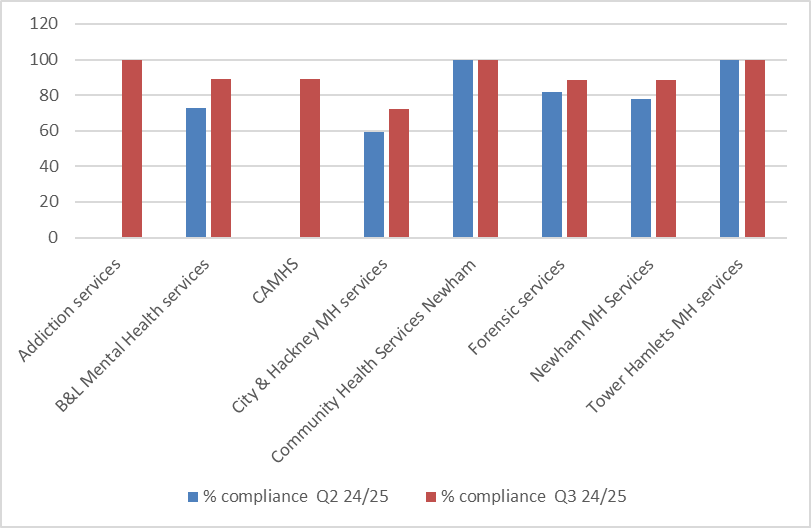 120
100
80
60
40
20
0
Addiction services
B&L Mental Health services
CAMHS
City & Hackney MH services
Community Health Services Newham
Forensic services
Newham MH Services
Tower Hamlets MH services
% compliance Q2 24/25
% compliance Q3 24/25